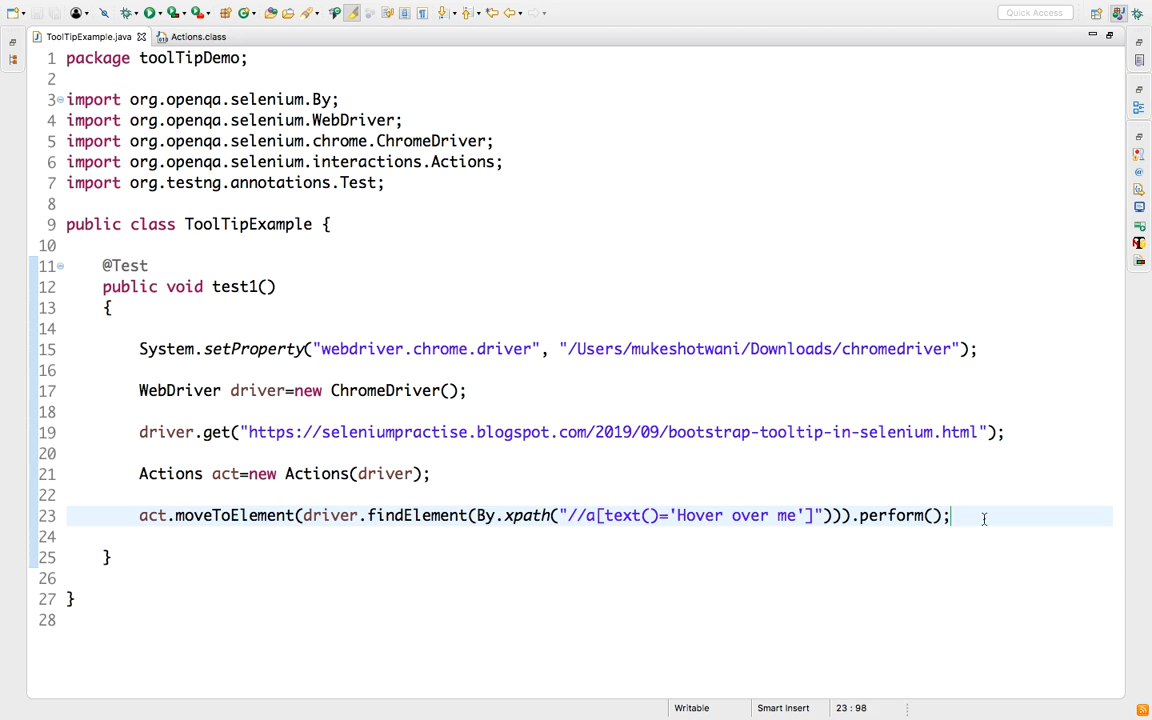 Quick Access
ToolTipExample.java
Actions.class
1 package toolTipDemo;
2
3 import org.openqa.selenium.By;
4 import org.openqa.selenium.WebDriver;
5 import org.openqa.selenium.chrome.ChromeDriver;
6 import org.openqa.selenium.interactions.Actions;
7 import org.testng.annotations.Test;
8
9 public class ToolTipExample {
10
11 @Test
12 public void test1()
13 {
14
15 System.setProperty("webdriver.chrome.driver", "/Users/mukeshotwani/Downloads/chromedriver");
16
17 WebDriver driver=new ChromeDriver();
18
19 driver.get("https://seleniumpractise.blogspot.com/2019/09/bootstrap-tooltip-in-selenium.html");
20
21 Actions act=new Actions(driver);
22
23 act.moveToElement(driver.findElement(By.xpath("//a[text()='Hover over me']"))).perform();
24
25 }
26
27 }
28
Writable Smart Insert 23 : 98